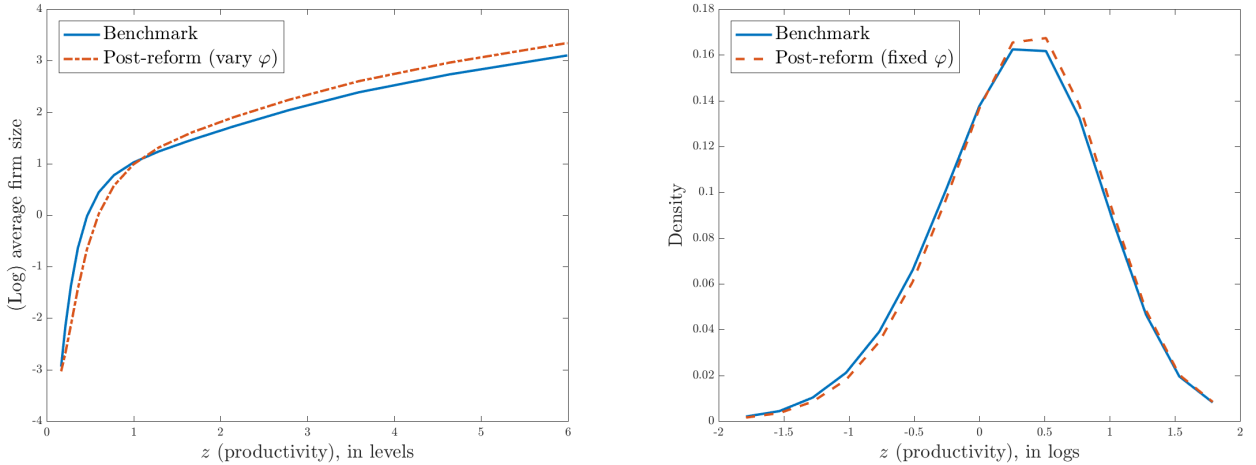 4
3
2
1
0
-1
-2
-3
-4
(Log) average firm size
Benchmark
Post-reform (vary φ)
0 1 2 3 4 5 6
z (productivity), in levels
0.18
0.16
0.14
0.12
0.1
0.08
0.06
0.04
0.02
0
Density
Benchmark
Post-reform (fixed φ)
-2 -1.5 -1 -0.5 0 0.5 1 1.5 2
z (productivity), in logs